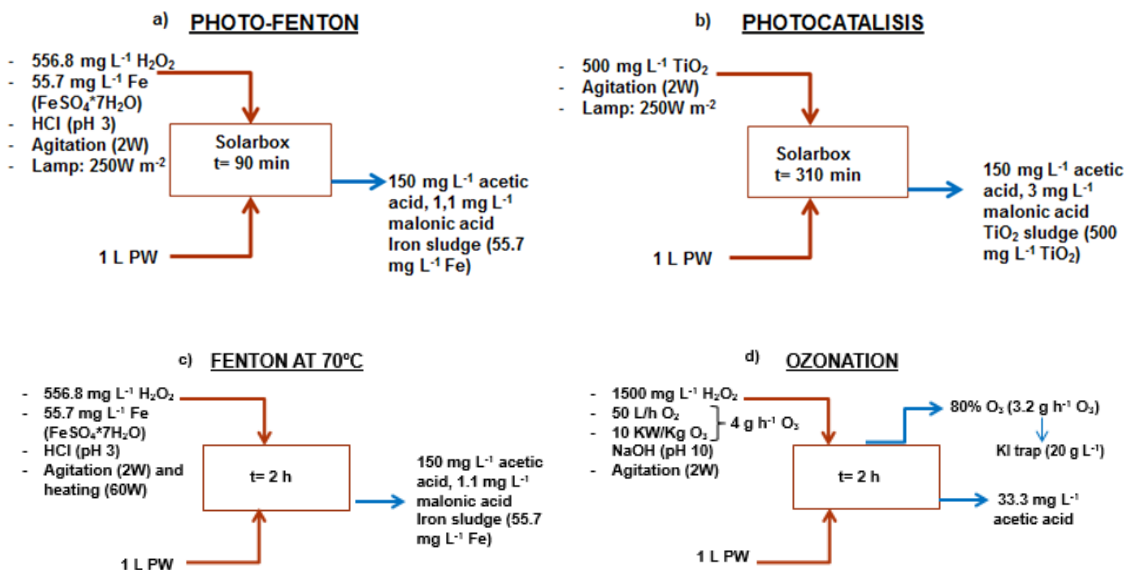 a) PHOTO-FENTON
- 556.8 mg L⁻¹ H₂O₂
- 55.7 mg L⁻¹ Fe
(FeSO₄*7H₂O)
- HCl (pH 3)
- Agitation (2W)
- Lamp: 250W m⁻²
Solarbox
t= 90 min
150 mg L⁻¹ acetic
acid, 1,1 mg L⁻¹
malonic acid
Iron sludge (55.7
mg L⁻¹ Fe)
1 L PW
b) PHOTOCATALISIS
- 500 mg L⁻¹ TiO₂
- Agitation (2W)
- Lamp: 250W m⁻²
Solarbox
t= 310 min
150 mg L⁻¹ acetic
acid, 3 mg L⁻¹
malonic acid
TiO₂ sludge (500
mg L⁻¹ TiO₂)
1 L PW
c) FENTON AT 70ºC
- 556.8 mg L⁻¹ H₂O₂
- 55.7 mg L⁻¹ Fe
(FeSO₄*7H₂O)
- HCl (pH 3)
- Agitation (2W) and
heating (60W)
t= 2 h
150 mg L⁻¹ acetic
acid, 1.1 mg L⁻¹
malonic acid
Iron sludge (55.7
mg L⁻¹ Fe)
1 L PW
d) OZONATION
- 1500 mg L⁻¹ H₂O₂
- 50 L/h O₂
- 10 KW/Kg O₃
4 g h⁻¹ O₃
NaOH (pH 10)
- Agitation (2W)
t= 2 h
80% O₃ (3.2 g h⁻¹ O₃)
KI trap (20 g L⁻¹)
33.3 mg L⁻¹
acetic acid
1 L PW